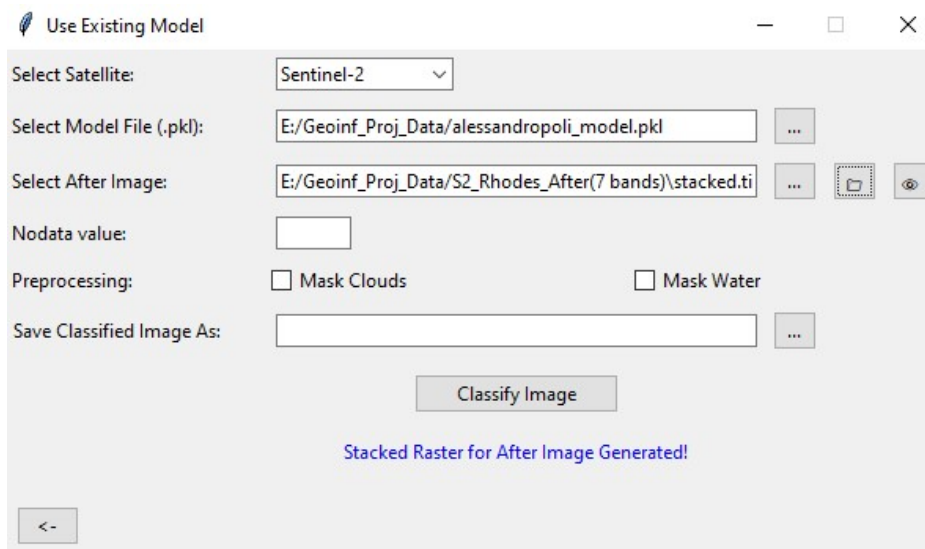 Use Existing Model
Select Satellite: Sentinel-2
Select Model File (.pkl): E:/Geoinf_Proj_Data/alessandropoli_model.pkl ...
Select After Image: E:/Geoinf_Proj_Data/S2_Rhodes_After(7 bands)\stacked.ti ...
Nodata value:
Preprocessing: Mask Clouds Mask Water
Save Classified Image As: ...
Classify Image
Stacked Raster for After Image Generated!
<-